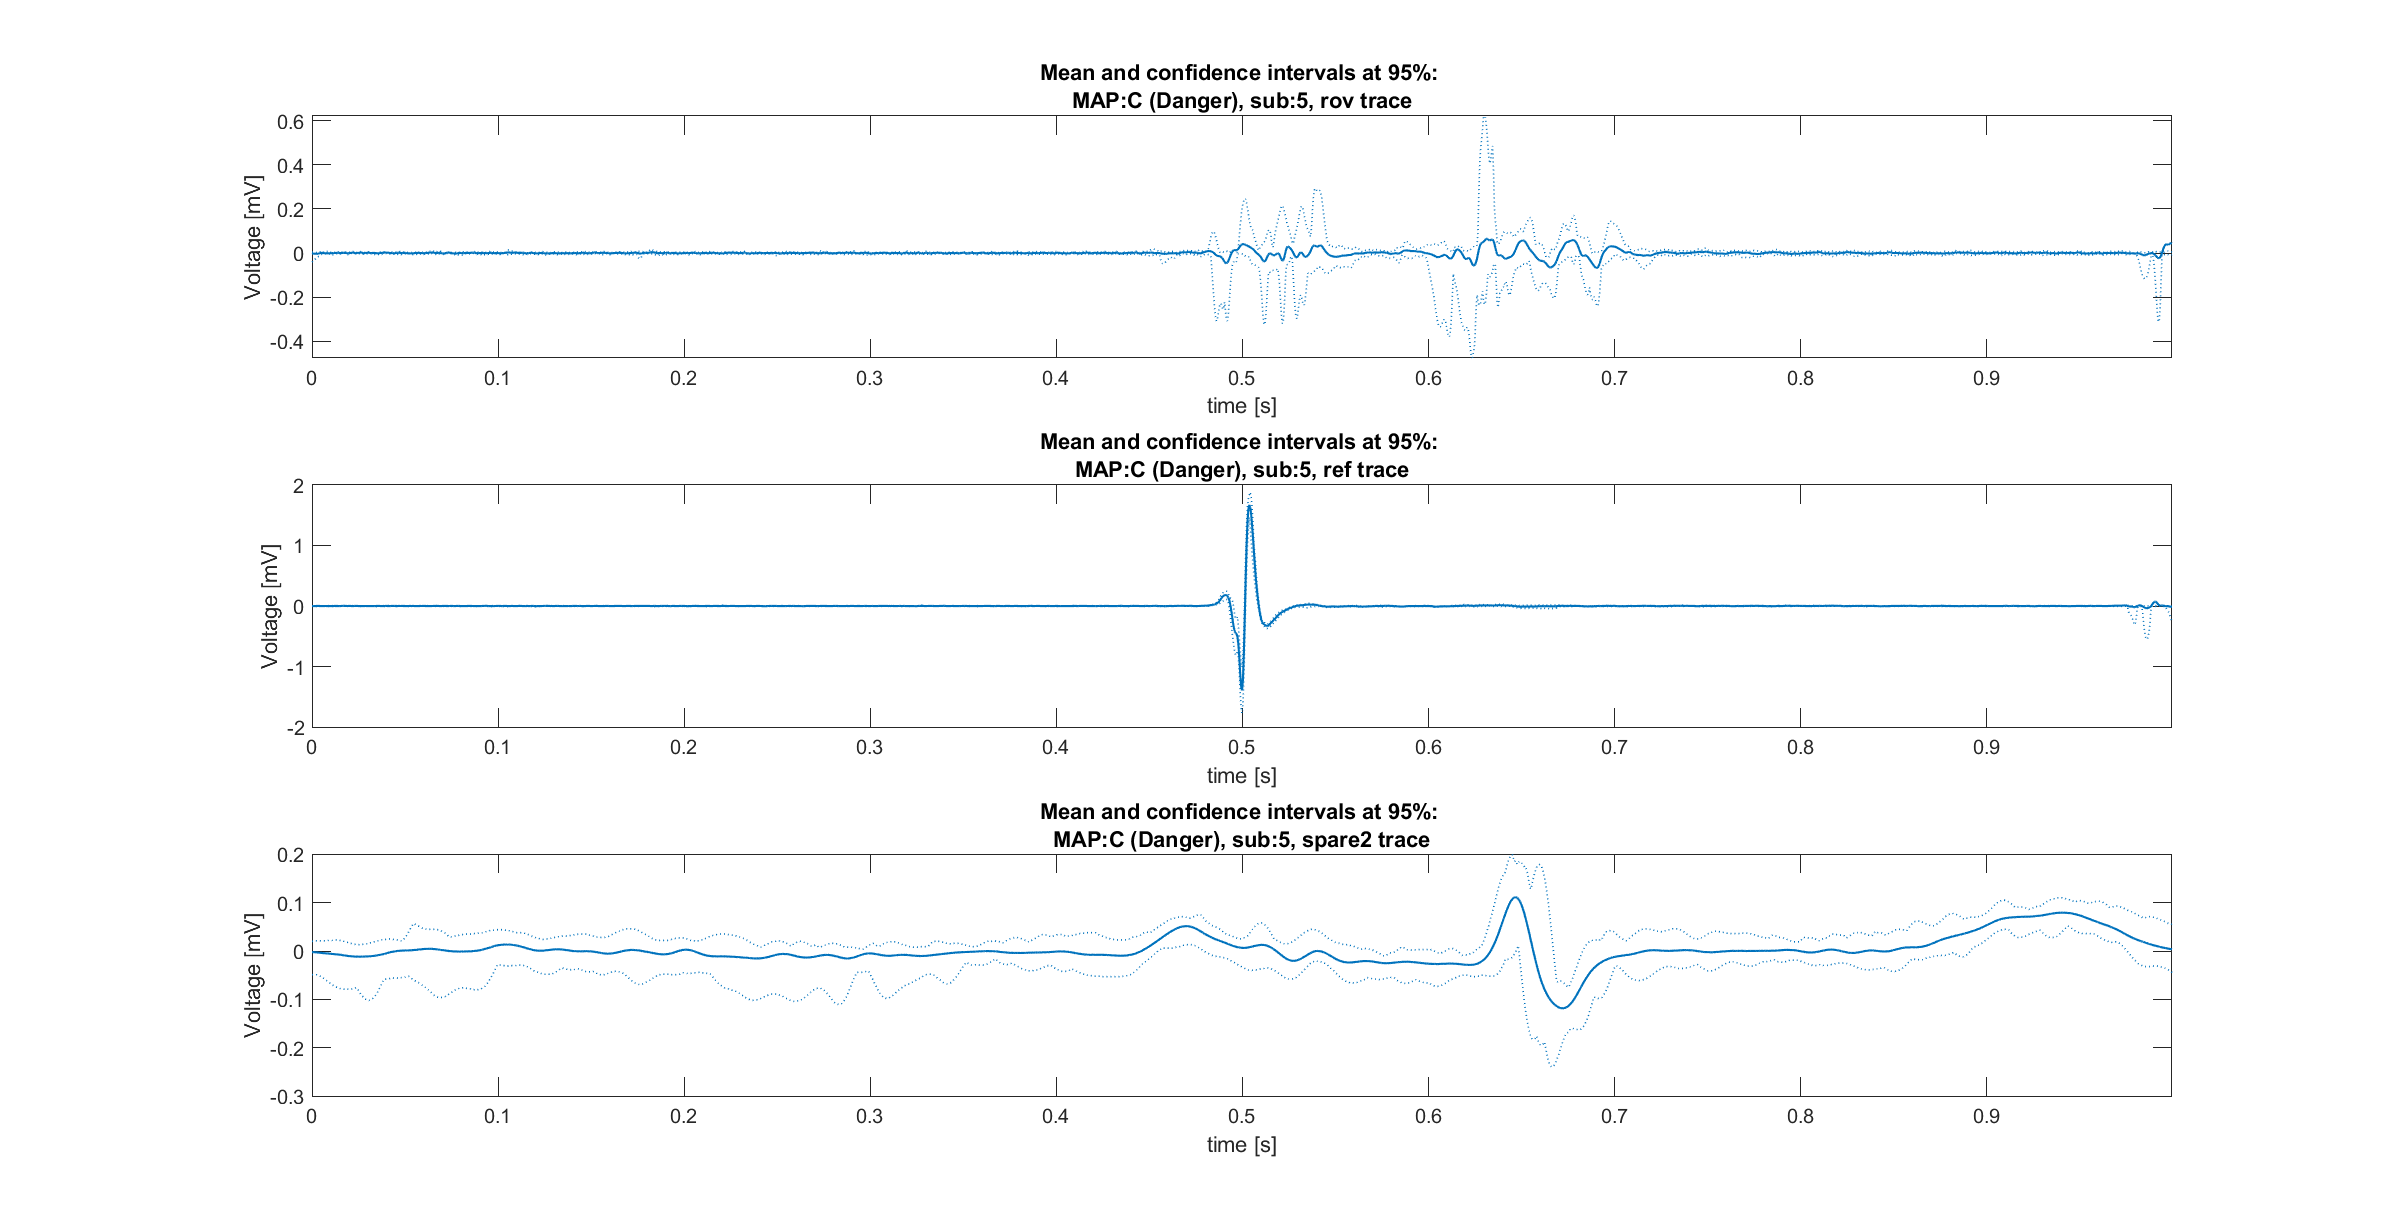 Mean and confidence intervals at 95%:
MAP:C (Danger), sub:5, rov trace
0.6
0.4
0.2
0
-0.2
-0.4
Voltage [mV]
0 0.1 0.2 0.3 0.4 0.5 0.6 0.7 0.8 0.9
time [s]
Mean and confidence intervals at 95%:
MAP:C (Danger), sub:5, ref trace
2
1
0
-1
-2
Voltage [mV]
0 0.1 0.2 0.3 0.4 0.5 0.6 0.7 0.8 0.9
time [s]
Mean and confidence intervals at 95%:
MAP:C (Danger), sub:5, spare2 trace
0.2
0.1
0
-0.1
-0.2
-0.3
Voltage [mV]
0 0.1 0.2 0.3 0.4 0.5 0.6 0.7 0.8 0.9
time [s]